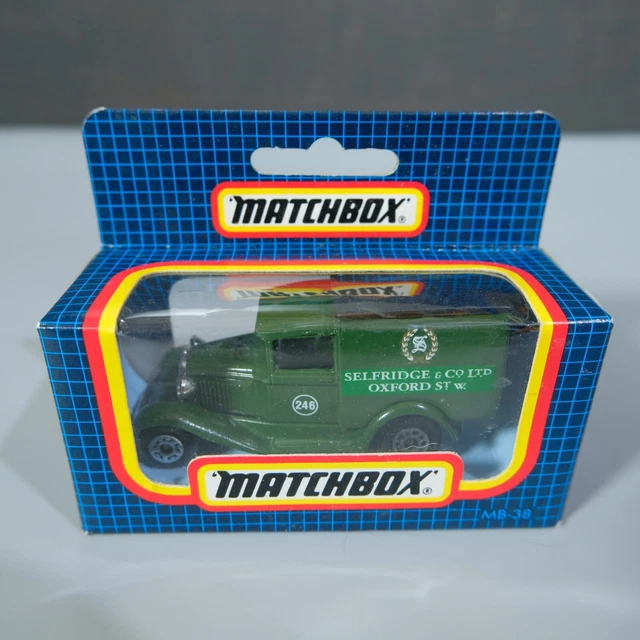 "MATCHBOX"®
S
SELFRIDGE & CO LTD
OXFORD ST W.
246
"MATCHBOX"®
MB-38